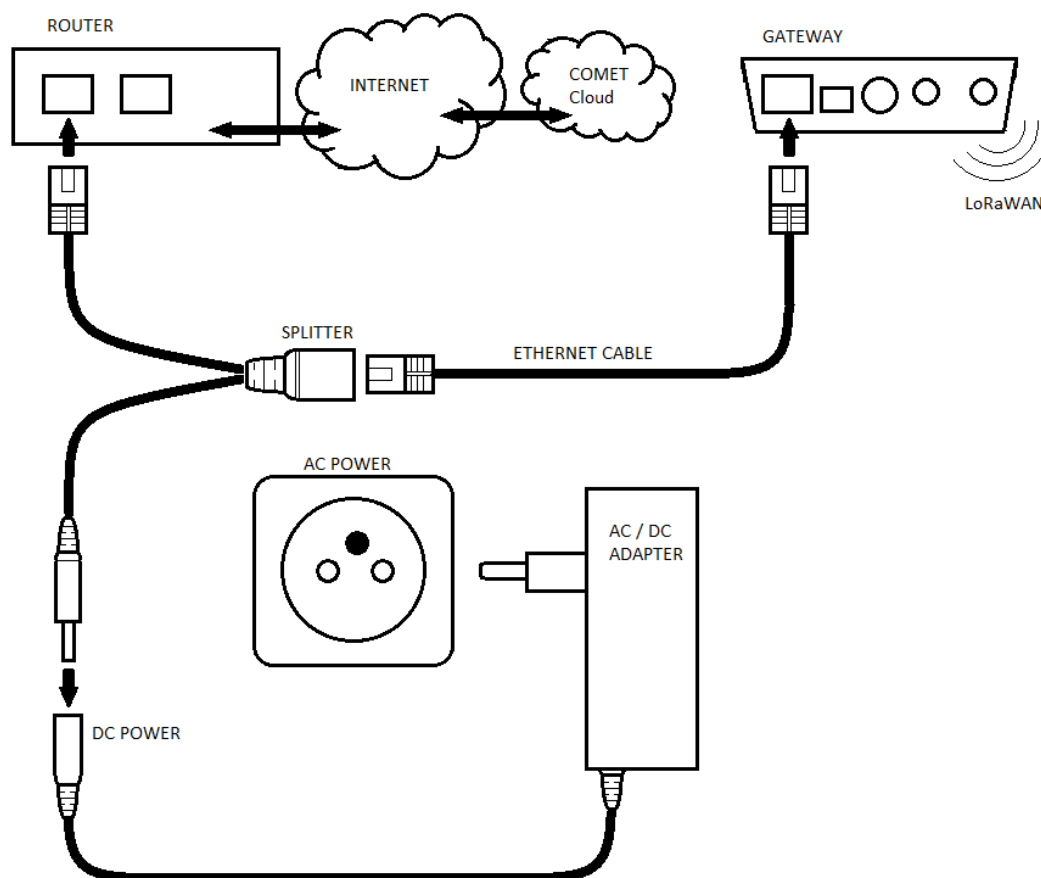 ROUTER
INTERNET
COMET
Cloud
GATEWAY
LoRaWAN
SPLITTER
ETHERNET CABLE
AC POWER
AC / DC
ADAPTER
DC POWER